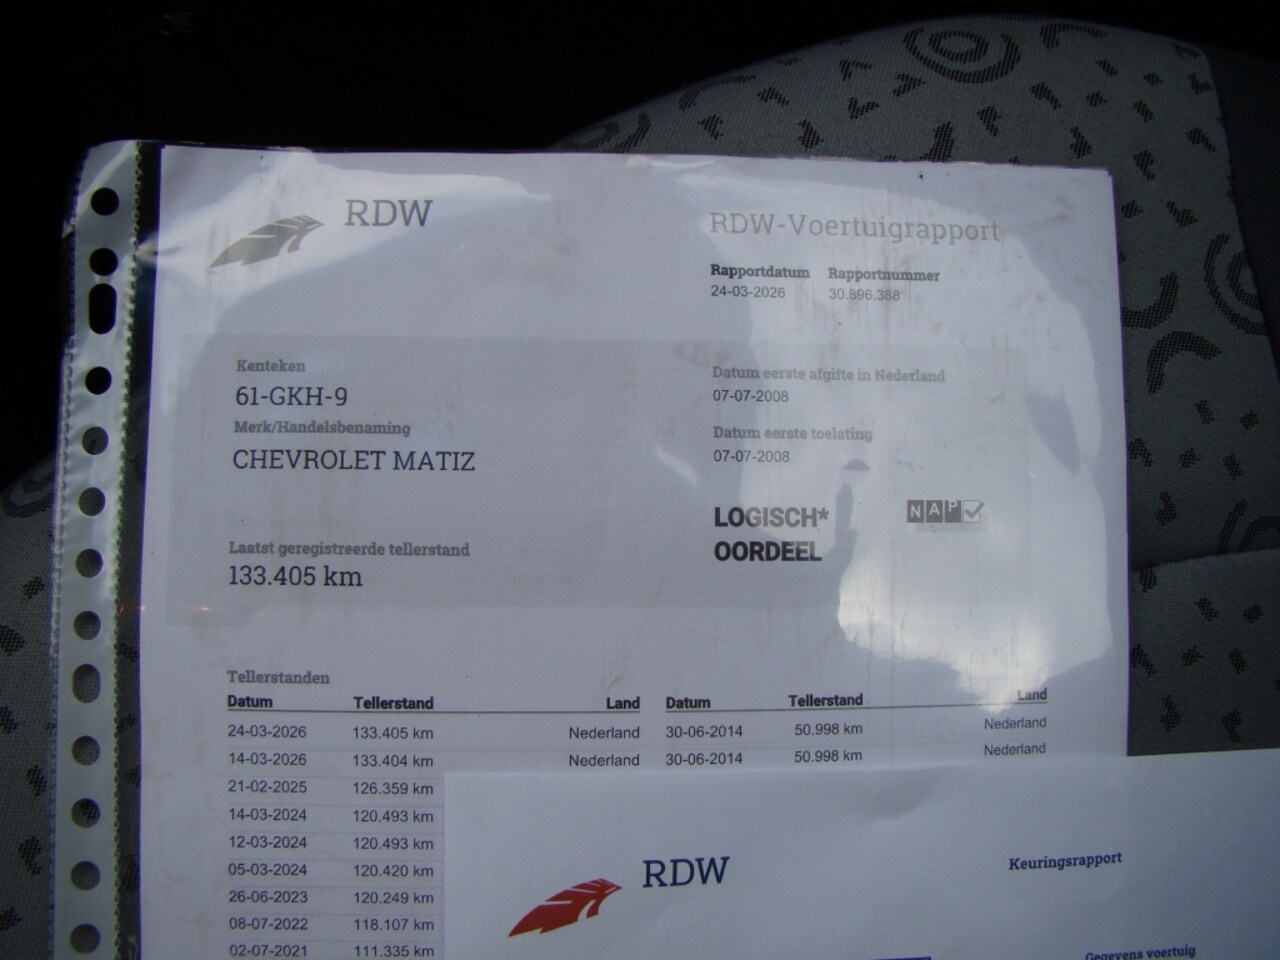 RDW
RDW-Voertuigrapport
Rapportdatum Rapportnummer
24-03-2026 30.896.388
Kenteken
61-GKH-9
Merk/Handelsbenaming
CHEVROLET MATIZ
Datum eerste afgifte in Nederland
07-07-2008
Datum eerste toelating
07-07-2008
LOGISCH*
OORDEEL
NAP
Laatst geregistreerde tellerstand
133.405 km
Tellerstanden
Datum Tellerstand Land Datum Tellerstand Land
24-03-2026 133.405 km Nederland 30-06-2014 50.998 km Nederland
14-03-2026 133.404 km Nederland 30-06-2014 50.998 km Nederland
21-02-2025 126.359 km
14-03-2024 120.493 km
12-03-2024 120.493 km
05-03-2024 120.420 km
26-06-2023 120.249 km
08-07-2022 118.107 km
02-07-2021 111.335 km
RDW
Keuringsrapport
Gegevens voertuig